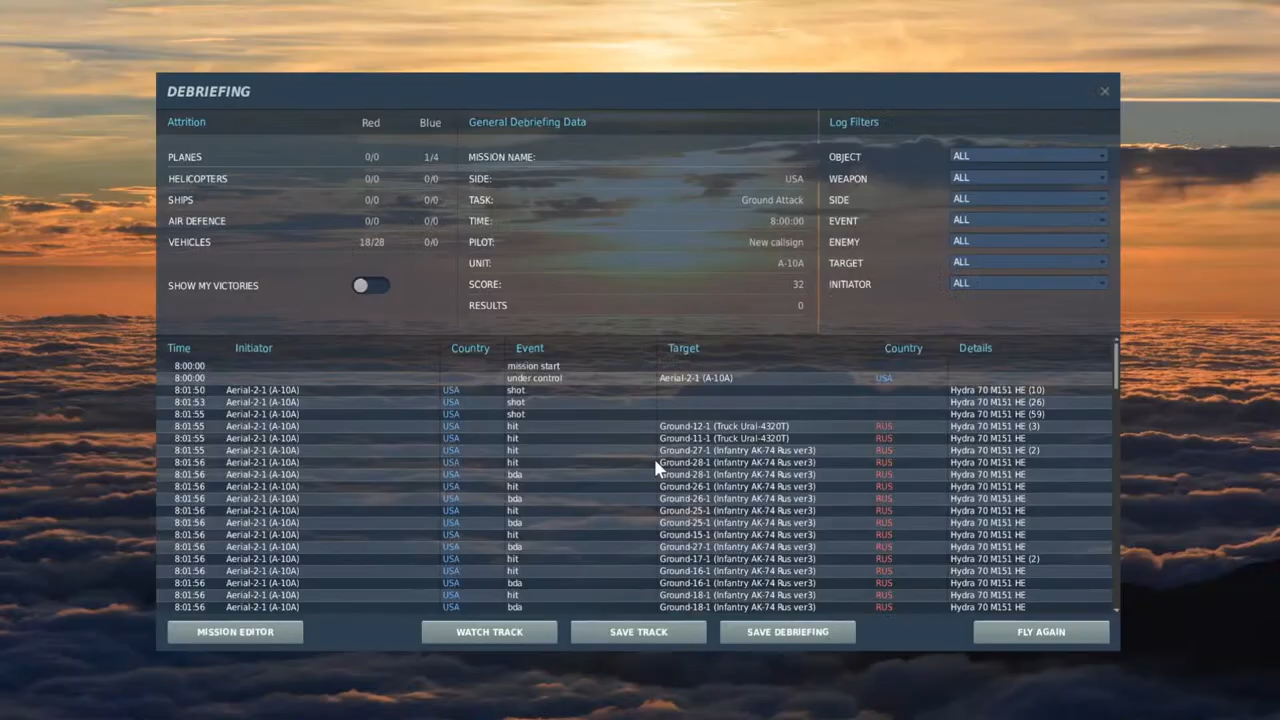 DEBRIEFING
Attrition Red Blue General Debriefing Data Log Filters
PLANES 0/0 1/4 MISSION NAME: OBJECT ALL
HELICOPTERS 0/0 0/0 SIDE: USA WEAPON ALL
SHIPS 0/0 0/0 TASK: Ground Attack SIDE ALL
AIR DEFENCE 0/0 0/0 TIME: 8:00:00 EVENT ALL
VEHICLES 18/28 0/0 PILOT: New callsign ENEMY ALL
UNIT: A-10A TARGET ALL
SHOW MY VICTORIES SCORE: 32 INITIATOR ALL
RESULTS 0
Time Initiator Country Event Target Country Details
8:00:00 mission start
8:00:00 under control Aerial-2-1 (A-10A) USA
8:01:50 Aerial-2-1 (A-10A) USA shot Hydra 70 M151 HE (10)
8:01:53 Aerial-2-1 (A-10A) USA shot Hydra 70 M151 HE (26)
8:01:55 Aerial-2-1 (A-10A) USA shot Hydra 70 M151 HE (59)
8:01:55 Aerial-2-1 (A-10A) USA hit Ground-12-1 (Truck Ural-4320T) RUS Hydra 70 M151 HE (3)
8:01:55 Aerial-2-1 (A-10A) USA hit Ground-11-1 (Truck Ural-4320T) RUS Hydra 70 M151 HE
8:01:55 Aerial-2-1 (A-10A) USA hit Ground-27-1 (Infantry AK-74 Rus ver3) RUS Hydra 70 M151 HE (2)
8:01:56 Aerial-2-1 (A-10A) USA hit Ground-28-1 (Infantry AK-74 Rus ver3) RUS Hydra 70 M151 HE
8:01:56 Aerial-2-1 (A-10A) USA bda Ground-28-1 (Infantry AK-74 Rus ver3) RUS Hydra 70 M151 HE
8:01:56 Aerial-2-1 (A-10A) USA hit Ground-26-1 (Infantry AK-74 Rus ver3) RUS Hydra 70 M151 HE
8:01:56 Aerial-2-1 (A-10A) USA bda Ground-26-1 (Infantry AK-74 Rus ver3) RUS Hydra 70 M151 HE
8:01:56 Aerial-2-1 (A-10A) USA hit Ground-25-1 (Infantry AK-74 Rus ver3) RUS Hydra 70 M151 HE
8:01:56 Aerial-2-1 (A-10A) USA bda Ground-25-1 (Infantry AK-74 Rus ver3) RUS Hydra 70 M151 HE
8:01:56 Aerial-2-1 (A-10A) USA hit Ground-15-1 (Infantry AK-74 Rus ver3) RUS Hydra 70 M151 HE
8:01:56 Aerial-2-1 (A-10A) USA bda Ground-27-1 (Infantry AK-74 Rus ver3) RUS Hydra 70 M151 HE
8:01:56 Aerial-2-1 (A-10A) USA hit Ground-17-1 (Infantry AK-74 Rus ver3) RUS Hydra 70 M151 HE (2)
8:01:56 Aerial-2-1 (A-10A) USA hit Ground-16-1 (Infantry AK-74 Rus ver3) RUS Hydra 70 M151 HE
8:01:56 Aerial-2-1 (A-10A) USA bda Ground-16-1 (Infantry AK-74 Rus ver3) RUS Hydra 70 M151 HE
8:01:56 Aerial-2-1 (A-10A) USA hit Ground-18-1 (Infantry AK-74 Rus ver3) RUS Hydra 70 M151 HE
8:01:56 Aerial-2-1 (A-10A) USA bda Ground-18-1 (Infantry AK-74 Rus ver3) RUS Hydra 70 M151 HE
MISSION EDITOR WATCH TRACK SAVE TRACK SAVE DEBRIEFING FLY AGAIN